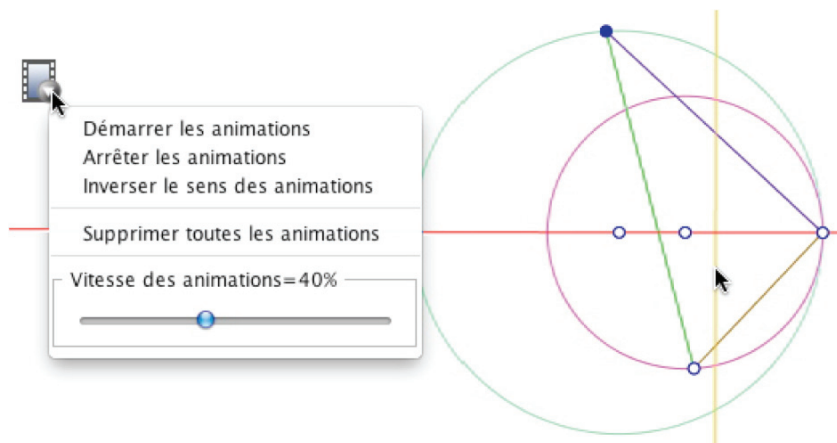 Démarrer les animations
Arrêter les animations
Inverser le sens des animations
Supprimer toutes les animations
Vitesse des animations=40%